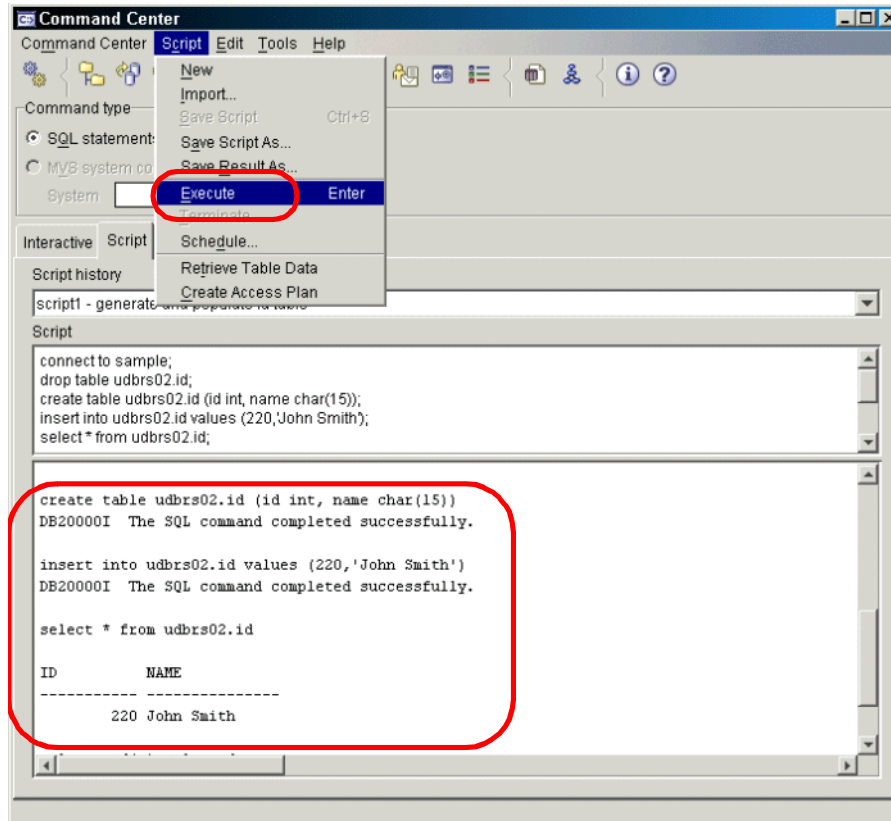 Command Center
Command Center Script Edit Tools Help
New
Import...
Save Script Ctrl+S
Save Script As...
Save Result As...
Execute Enter
Terminate
Schedule...
Retrieve Table Data
Create Access Plan
Command type
SQL statements
MVS system co
System
Interactive Script
Script history
script1 - generate and populate id table
Script
connect to sample;
drop table udbrs02.id;
create table udbrs02.id (id int, name char(15));
insert into udbrs02.id values (220,'John Smith');
select * from udbrs02.id;
create table udbrs02.id (id int, name char(15))
DB20000I  The SQL command completed successfully.
insert into udbrs02.id values (220,'John Smith')
DB20000I  The SQL command completed successfully.
select * from udbrs02.id
ID NAME
----------- ---------------
220 John Smith